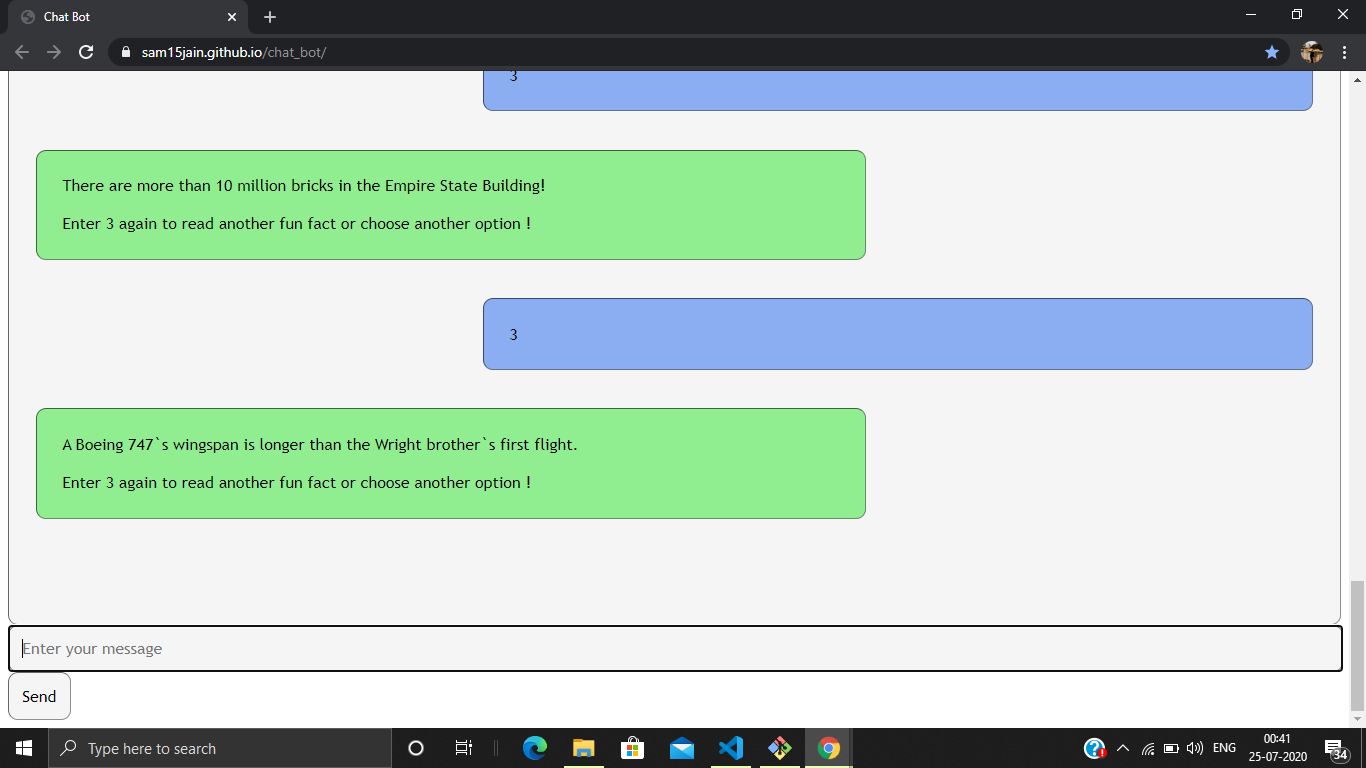 Chat Bot
sam15jain.github.io/chat_bot/
3
There are more than 10 million bricks in the Empire State Building!
Enter 3 again to read another fun fact or choose another option !
3
A Boeing 747`s wingspan is longer than the Wright brother`s first flight.
Enter 3 again to read another fun fact or choose another option !
Enter your message
Send
Type here to search
ENG
00:41
25-07-2020
34